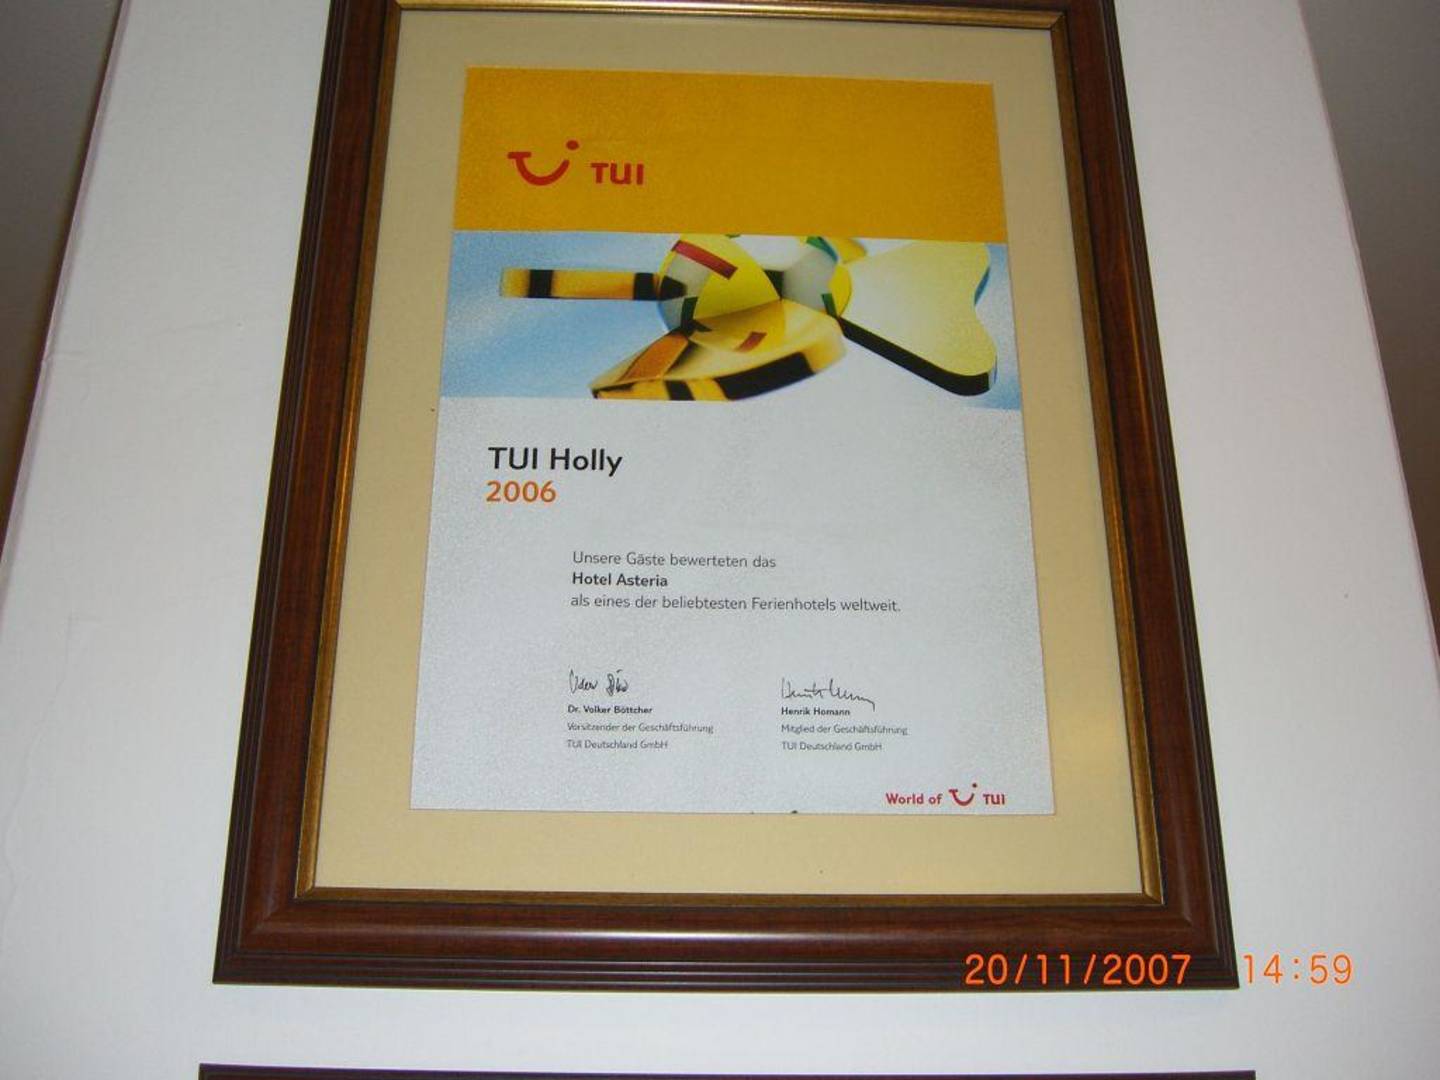 TUI
TUI Holly
2006
Unsere Gäste bewerteten das
Hotel Asteria
als eines der beliebtesten Ferienhotels weltweit.
Dr. Volker Böttcher
Vorsitzender der Geschäftsführung
TUI Deutschland GmbH
Henrik Homann
Mitglied der Geschäftsführung
TUI Deutschland GmbH
World of TUI
20/11/2007 14:59